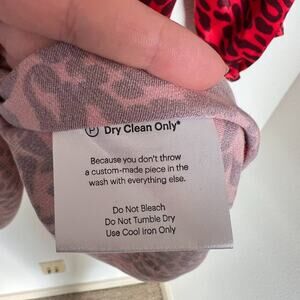 Ⓟ Dry Clean Only*
Because you don't throw
a custom-made piece in the
wash with everything else.
Do Not Bleach
Do Not Tumble Dry
Use Cool Iron Only